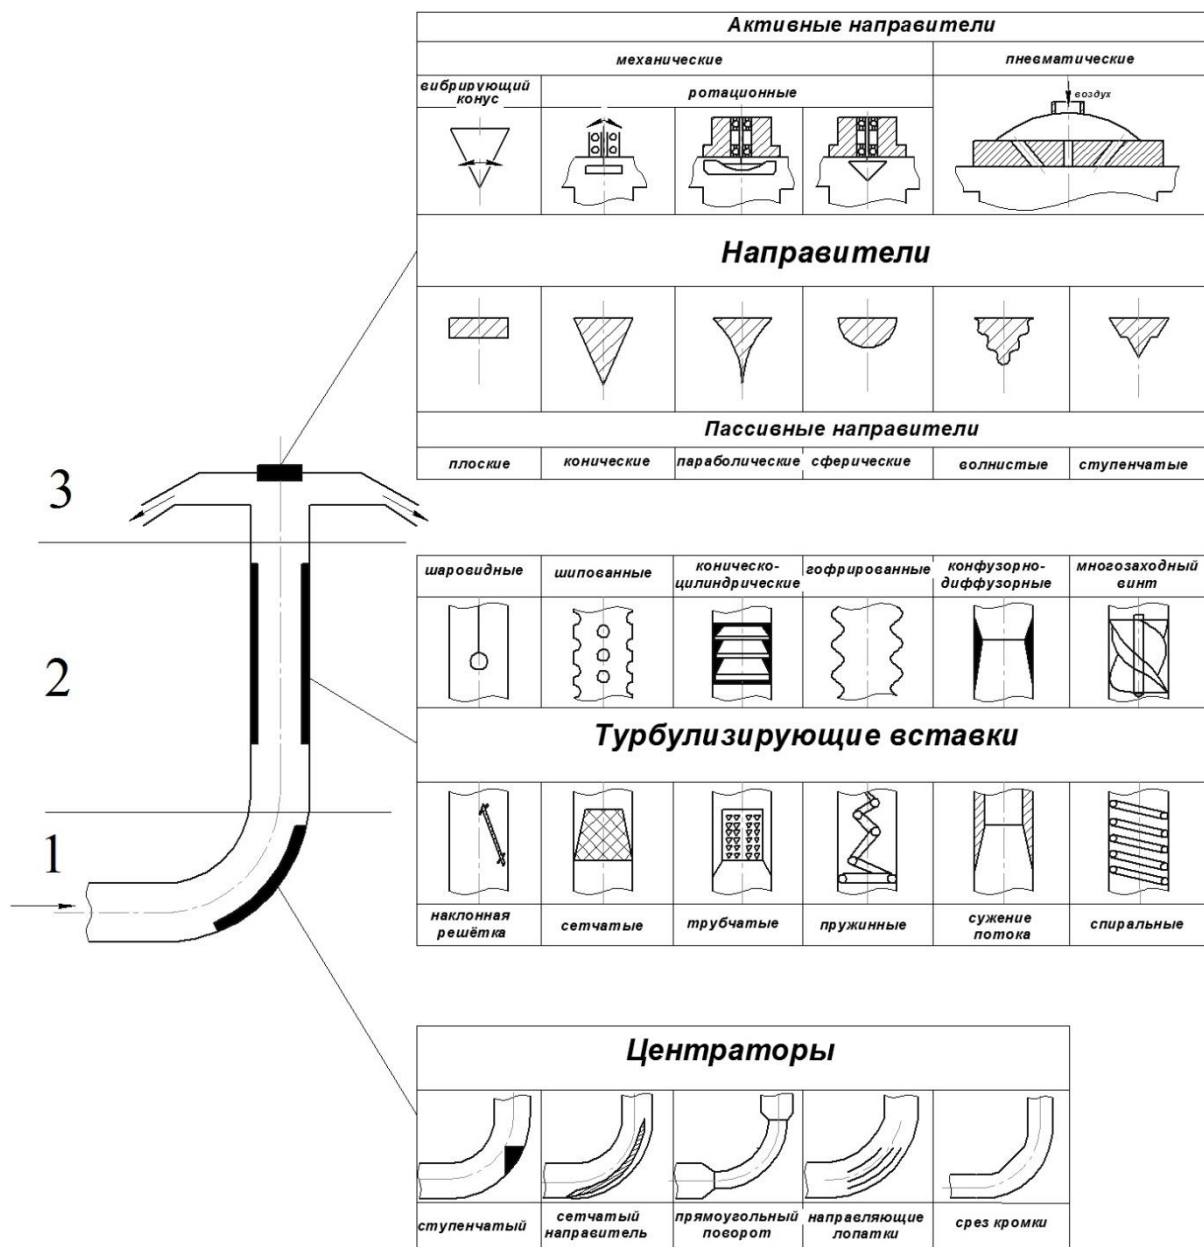 Активные направители
механические
пневматические
вибрирующий
конус
ротационные
воздух
Направители
Пассивные направители
плоские
конические
параболические
сферические
волнистые
ступенчатые
3
2
1
шаровидные
шипованные
коническо-
цилиндрические
гофрированные
конфузорно-
диффузорные
многозаходный
винт
Турбулизирующие вставки
наклонная
решётка
сетчатые
трубчатые
пружинные
сужение
потока
спиральные
Центраторы
ступенчатый
сетчатый
направитель
прямоугольный
поворот
направляющие
лопатки
срез кромки